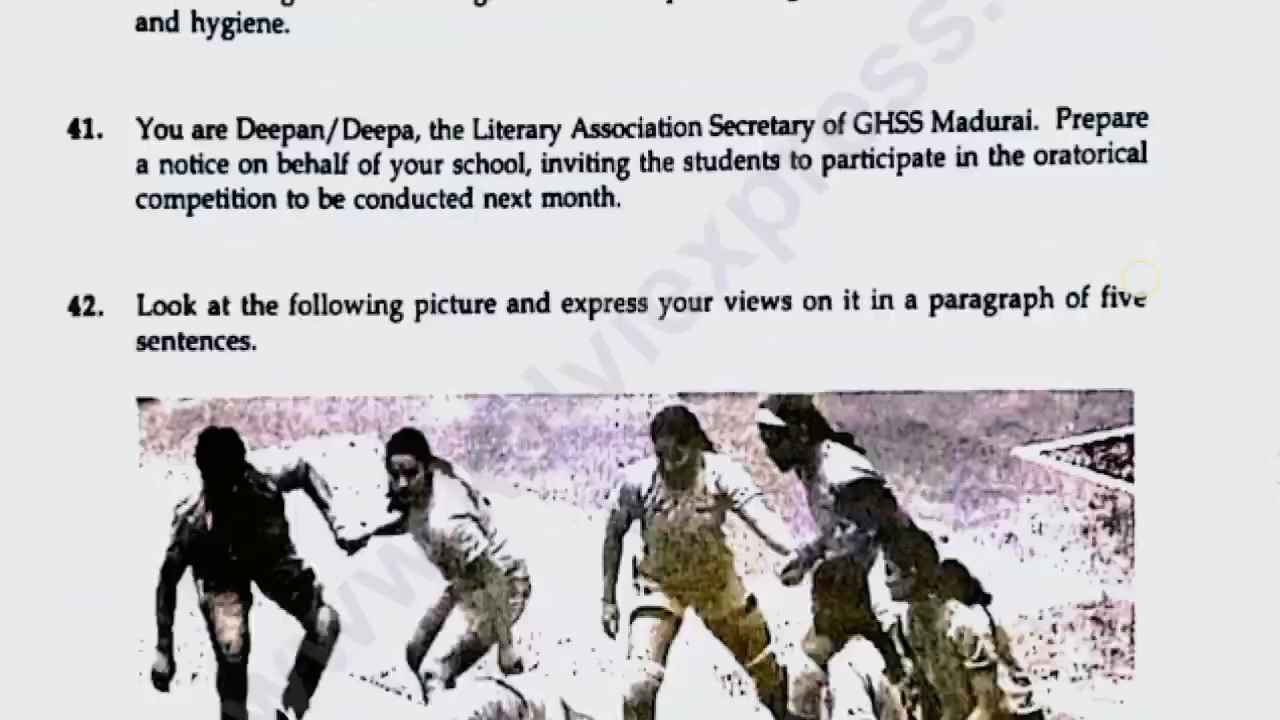 and hygiene.
41. You are Deepan/Deepa, the Literary Association Secretary of GHSS Madurai. Prepare
a notice on behalf of your school, inviting the students to participate in the oratorical
competition to be conducted next month.
42. Look at the following picture and express your views on it in a paragraph of five
sentences.